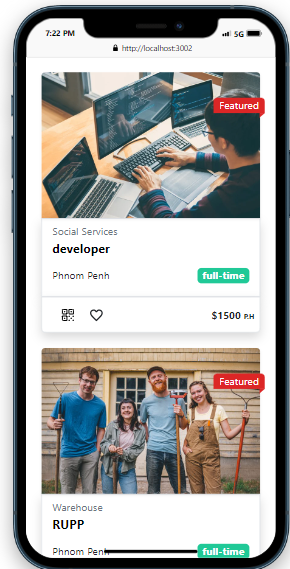 7:22 PM 5G
http://localhost:3002
Featured
Social Services
developer
Phnom Penh full-time
$1500 P.H
Featured
Warehouse
RUPP
Phnom Penh full-time